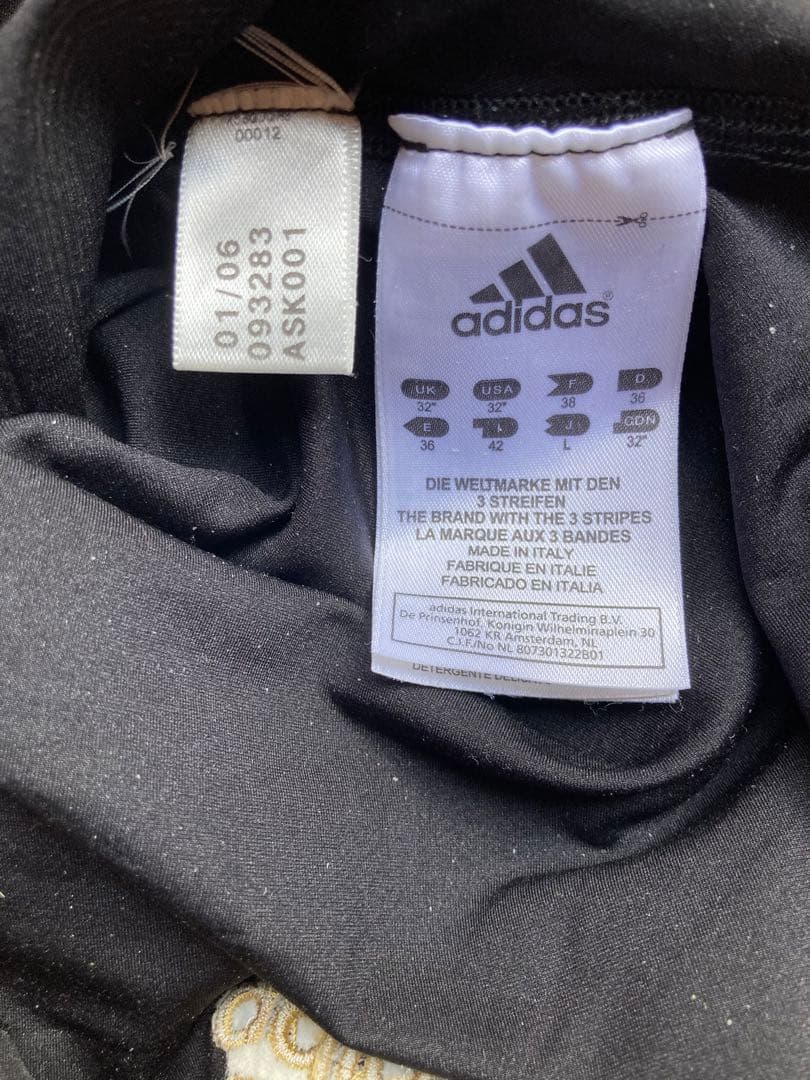 00012
01/06
093283
ASK001
adidas®
UK USA F D
32" 32" 38 36
E I J CDN
36 42 L 32"
DIE WELTMARKE MIT DEN
3 STREIFEN
THE BRAND WITH THE 3 STRIPES
LA MARQUE AUX 3 BANDES
MADE IN ITALY
FABRIQUE EN ITALIE
FABRICADO EN ITALIA
adidas International Trading B.V.
De Prinsenhof, Konigin Wilhelminaplein 30
1062 KR Amsterdam, NL
C.I.F./No NL 807301322B01
DETERGENTE